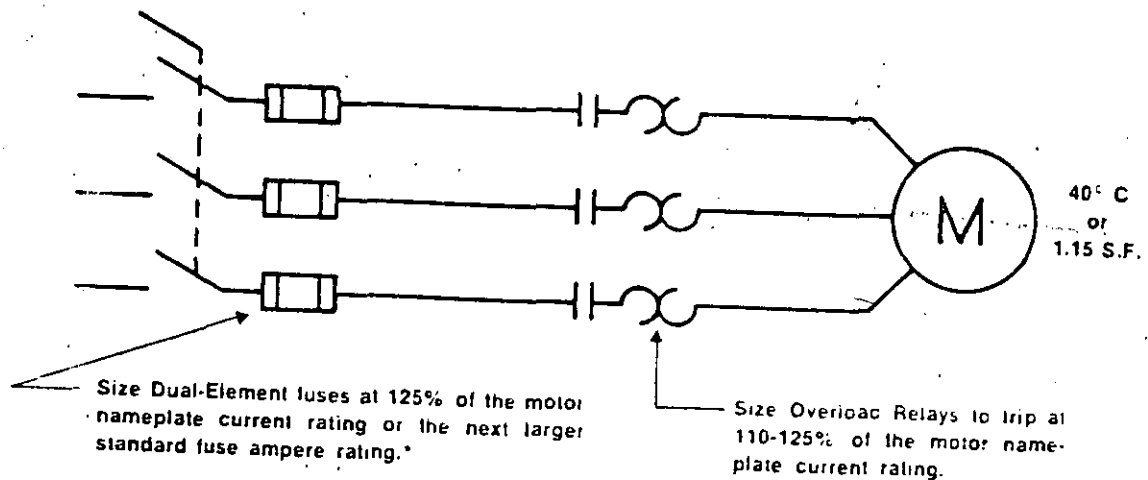 M
40° C
or
1.15 S.F.
Size Dual-Element fuses at 125% of the motor
nameplate current rating or the next larger
standard fuse ampere rating.*
Size Overload Relays to trip at
110-125% of the motor name-
plate current rating.